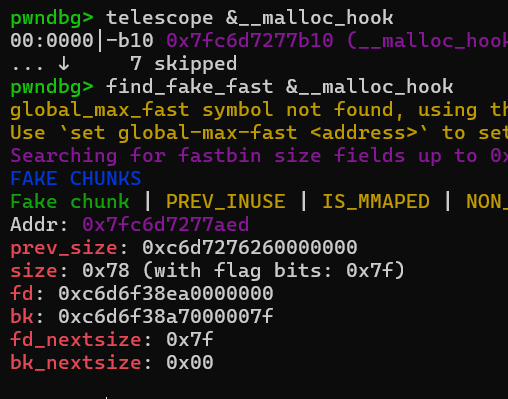 pwndbg> telescope &__malloc_hook
00:0000│-b10 0x7fc6d7277b10 (__malloc_hook
... ↓     7 skipped
pwndbg> find_fake_fast &__malloc_hook
global_max_fast symbol not found, using th
Use `set global-max-fast <address>` to set
Searching for fastbin size fields up to 0x
FAKE CHUNKS
Fake chunk | PREV_INUSE | IS_MMAPED | NON_
Addr: 0x7fc6d7277aed
prev_size: 0xc6d7276260000000
size: 0x78 (with flag bits: 0x7f)
fd: 0xc6d6f38ea0000000
bk: 0xc6d6f38a7000007f
fd_nextsize: 0x7f
bk_nextsize: 0x00